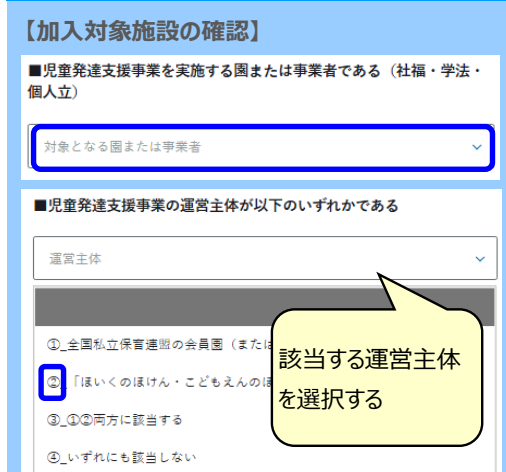 【加入対象施設の確認】
■児童発達支援事業を実施する園または事業者である（社福・学法・
個人立）
対象となる園または事業者
■児童発達支援事業の運営主体が以下のいずれかである
運営主体
①_全国私立保育連盟の会員園（または
②_「ほいくのほけん・こどもえんのほ
③_①②両方に該当する
④_いずれにも該当しない
該当する運営主体
を選択する